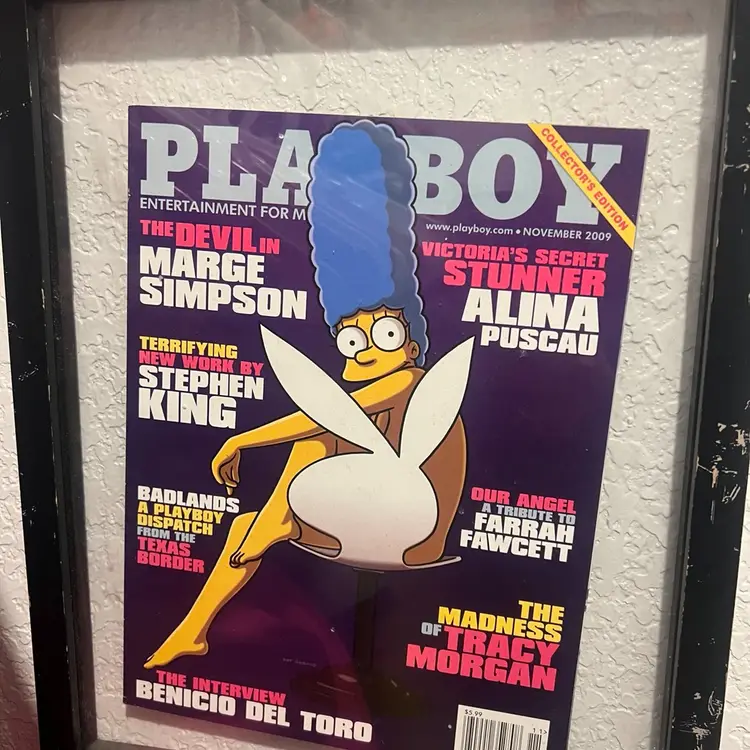 PLAYBOY
COLLECTOR'S EDITION
ENTERTAINMENT FOR M
www.playboy.com • NOVEMBER 2009
THE DEVIL IN
MARGE
SIMPSON
VICTORIA'S SECRET
STUNNER
ALINA
PUSCAU
TERRIFYING
NEW WORK BY
STEPHEN
KING
BADLANDS
A PLAYBOY
DISPATCH
FROM THE
TEXAS
BORDER
OUR ANGEL
A TRIBUTE TO
FARRAH
FAWCETT
THE
MADNESS
OF TRACY
MORGAN
THE INTERVIEW
BENICIO DEL TORO
$5.99
11>